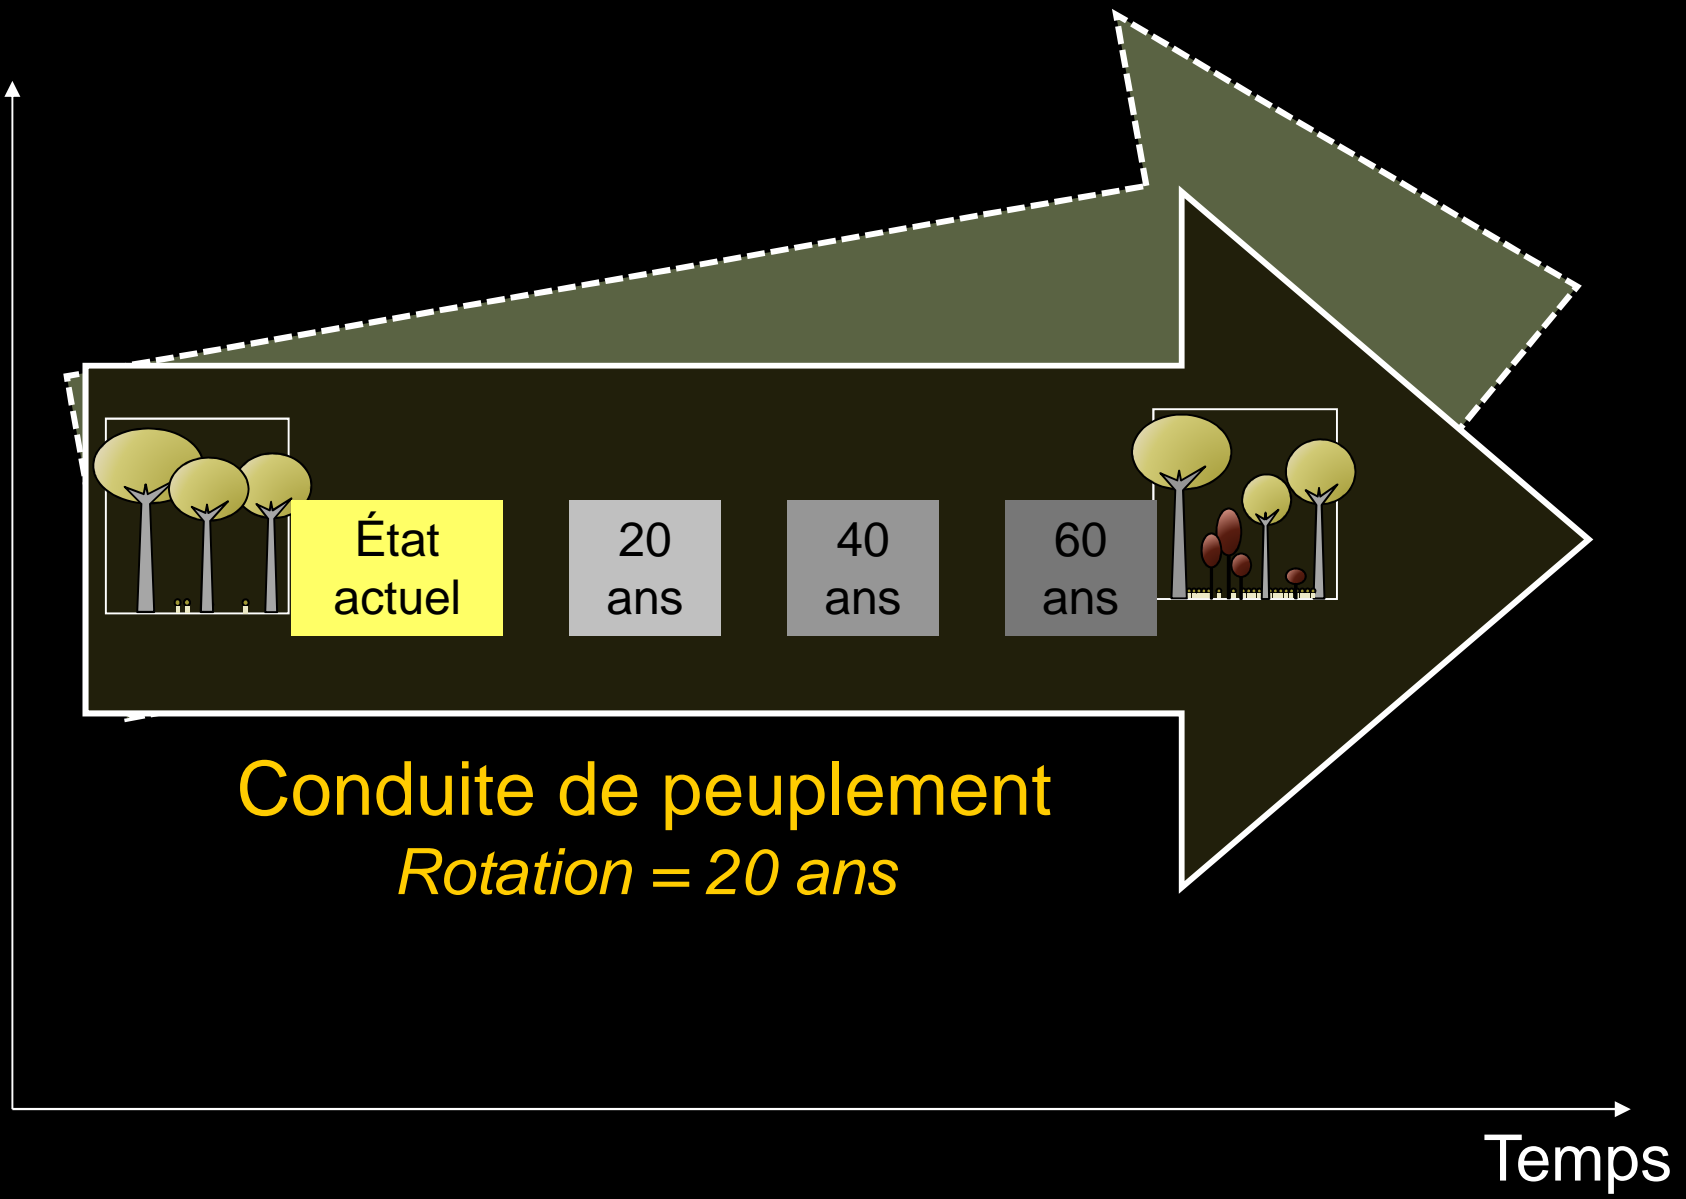 État
actuel
20
ans
40
ans
60
ans
Conduite de peuplement
Rotation = 20 ans
Temps